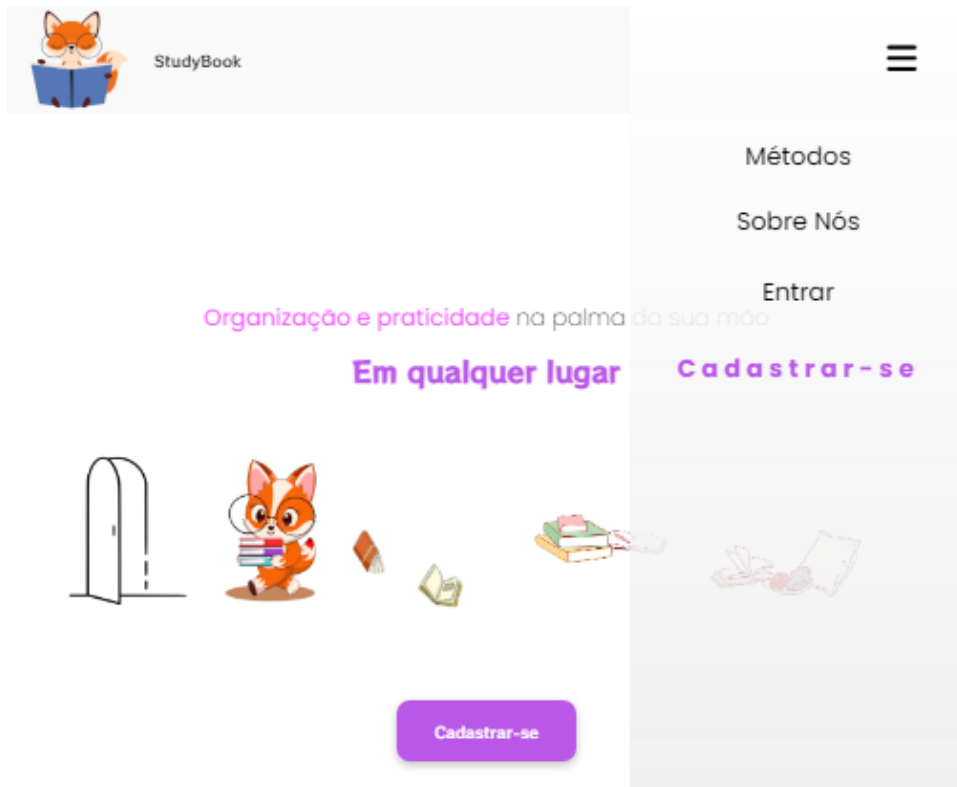 StudyBook
Métodos
Sobre Nós
Entrar
Organização e praticidade na palma da sua mão
Em qualquer lugar
Cadastrar-se
Cadastrar-se